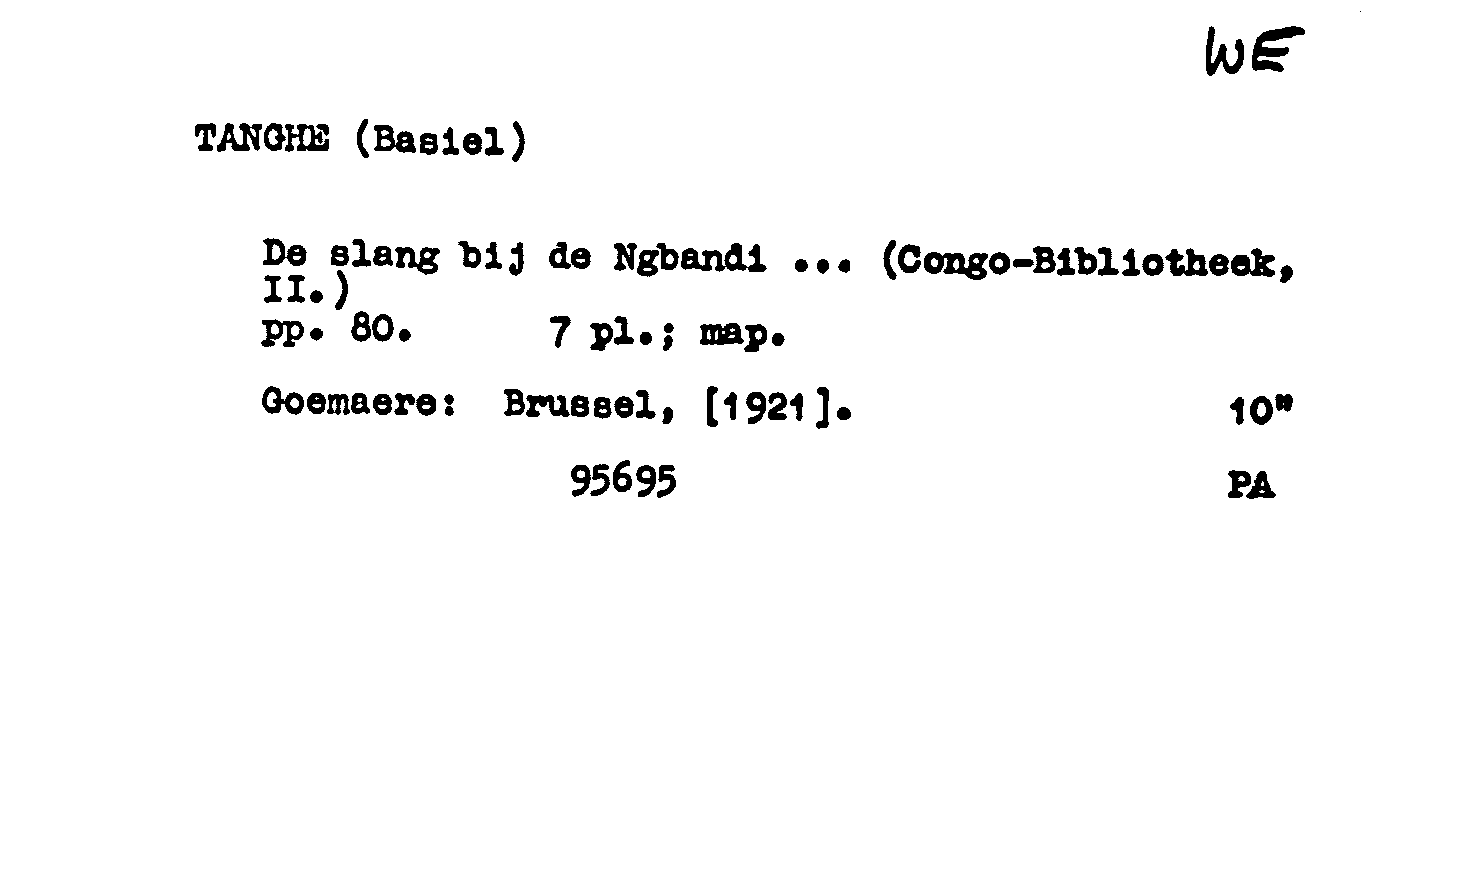 WE
TANGHE (Basiel)
De slang bij de Ngbandi ... (Congo-Bibliotheek,
II.)
pp. 80. 7 pl.; map.
Goemaere: Brussel, [1921]. 10"
95695 PA